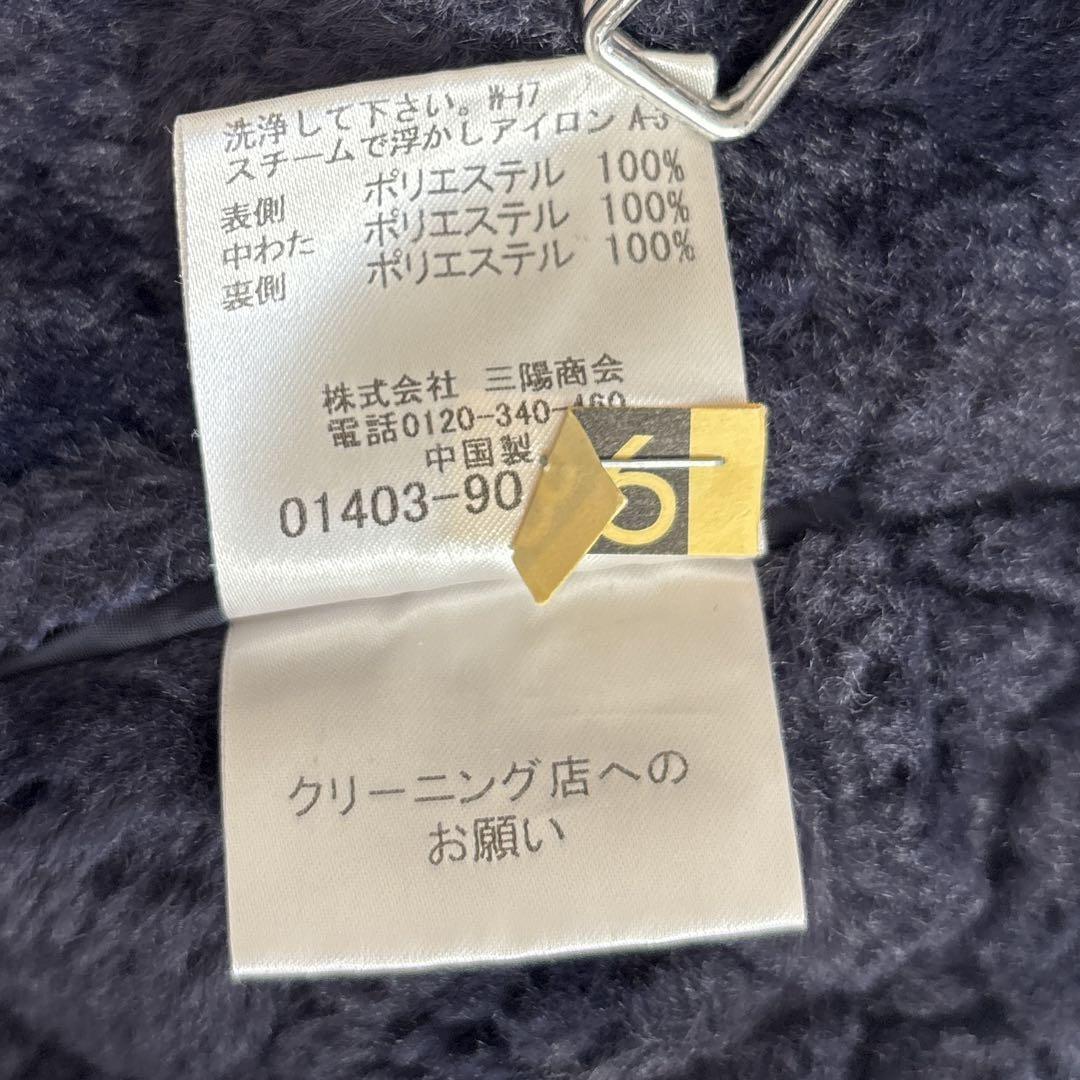 洗浄して下さい。 W-17
スチームで浮かしアイロン A-3
表側 ポリエステル 100%
中わた ポリエステル 100%
裏側 ポリエステル 100%
株式会社 三陽商会
電話0120-340-460
中国製。
01403-90
6
クリーニング店への
お願い